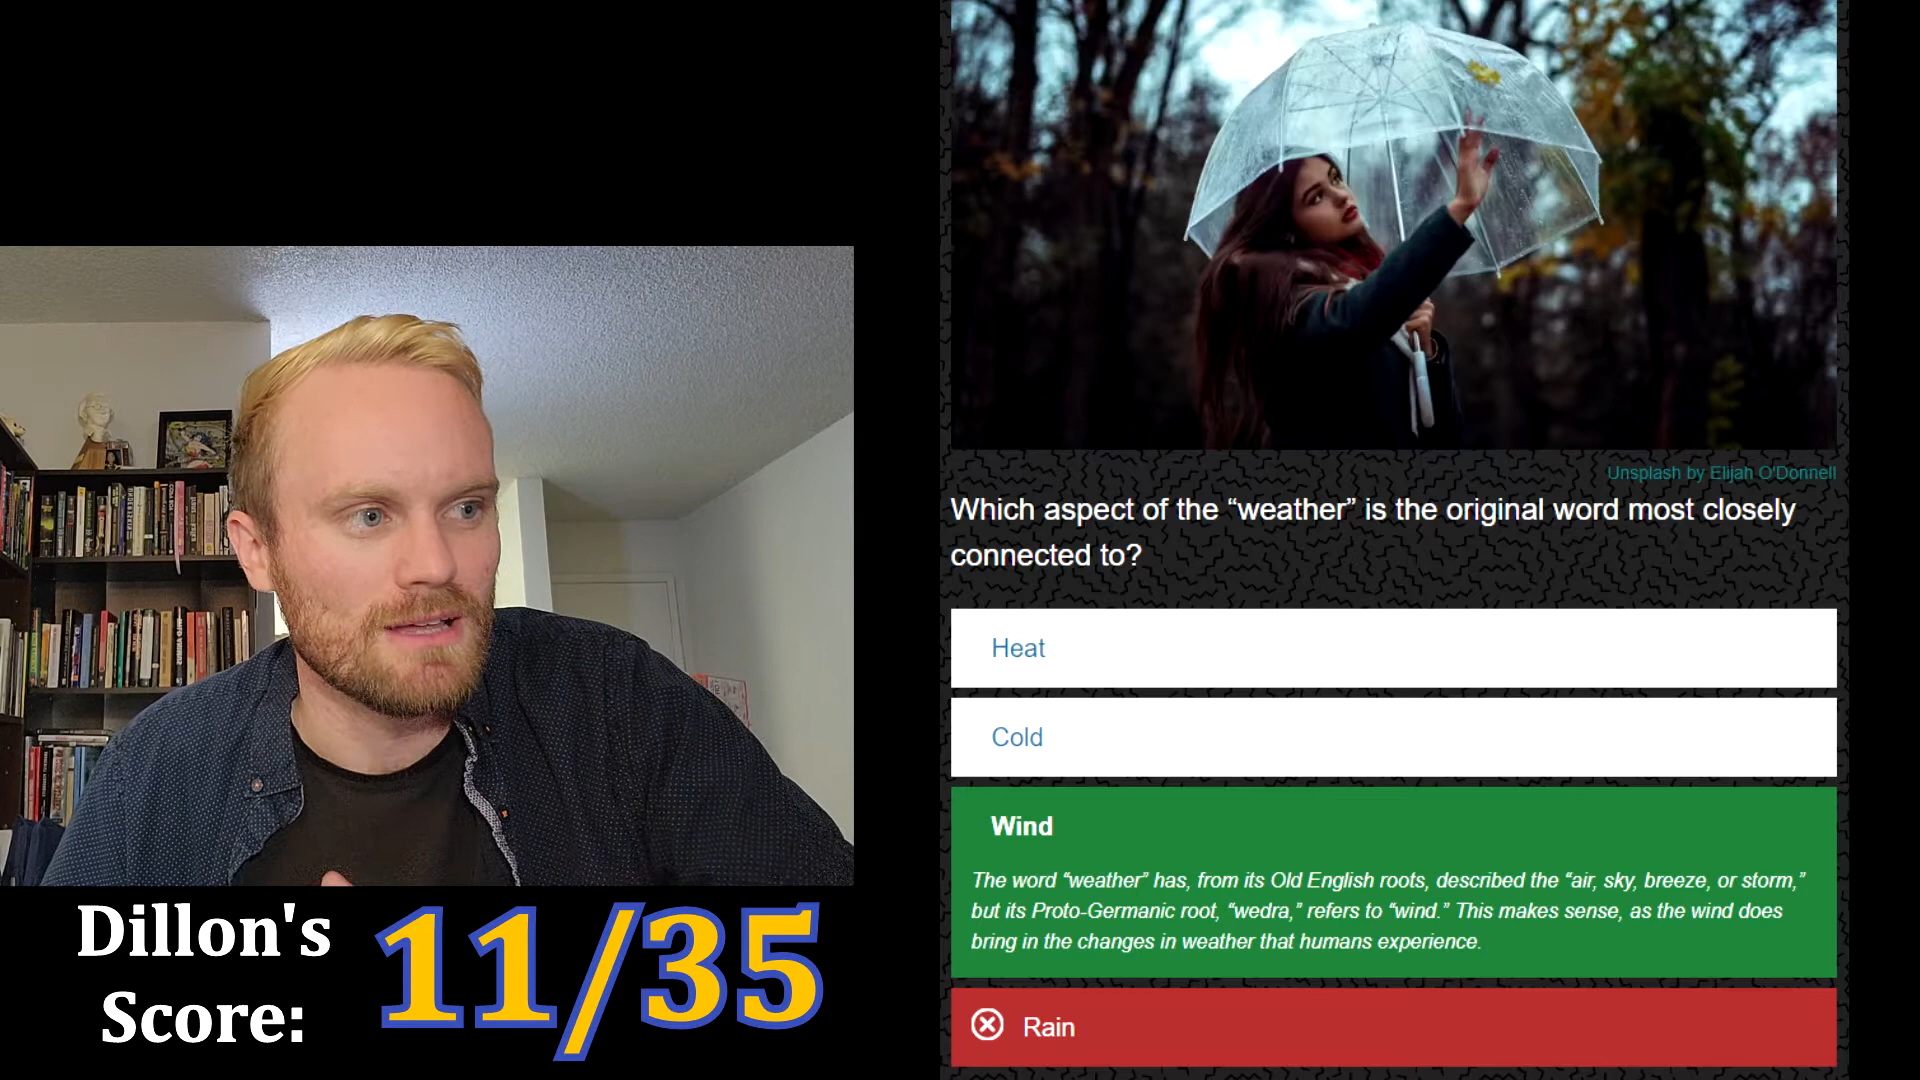 Unsplash by Elijah O'Donnell
Which aspect of the “weather” is the original word most closely
connected to?
Heat
Cold
Wind
The word “weather” has, from its Old English roots, described the “air, sky, breeze, or storm,”
but its Proto-Germanic root, “wedra,” refers to “wind.” This makes sense, as the wind does
bring in the changes in weather that humans experience.
Rain
Dillon's
Score:
11/35